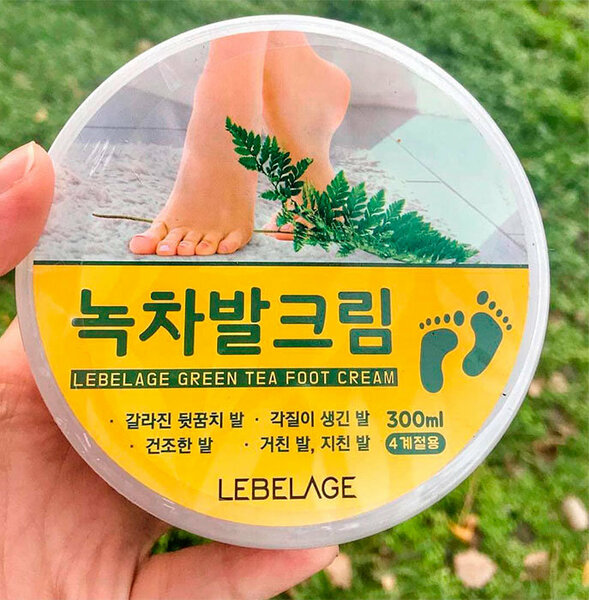 녹차발크림
LEBELAGE GREEN TEA FOOT CREAM
· 갈라진 뒷꿈치 발 · 각질이 생긴 발 300ml
· 건조한 발 · 거친 발, 지친 발 4계절용
LEBELAGE